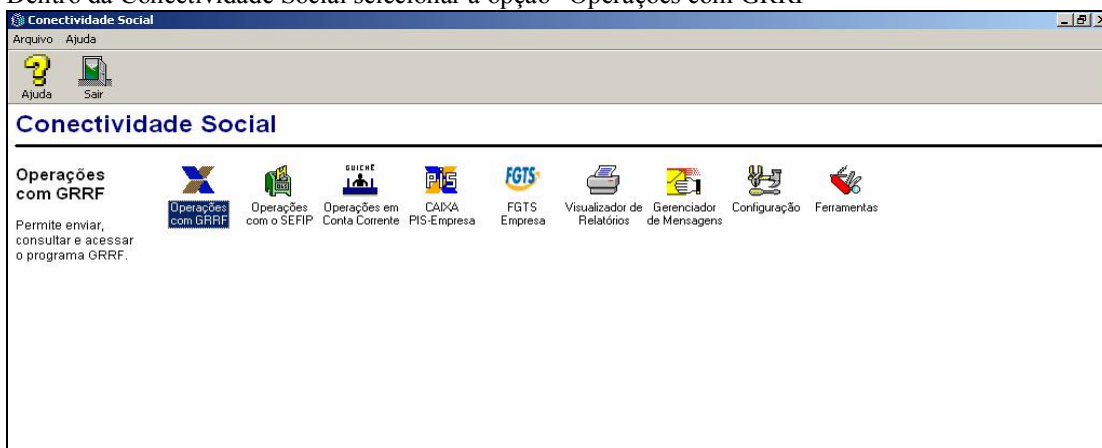 Dentro da Conectividade Social selecionar a opção "Operações com GRRF"
Conectividade Social
Arquivo Ajuda
Ajuda Sair
Conectividade Social
Operações
com GRRF
Permite enviar,
consultar e acessar
o programa GRRF.
Operações
com GRRF
Operações
com o SEFIP
GUICHÊ
Operações em
Conta Corrente
PIS
CAIXA
PIS-Empresa
FGTS
FGTS
Empresa
Visualizador de
Relatórios
Gerenciador
de Mensagens
Configuração
Ferramentas